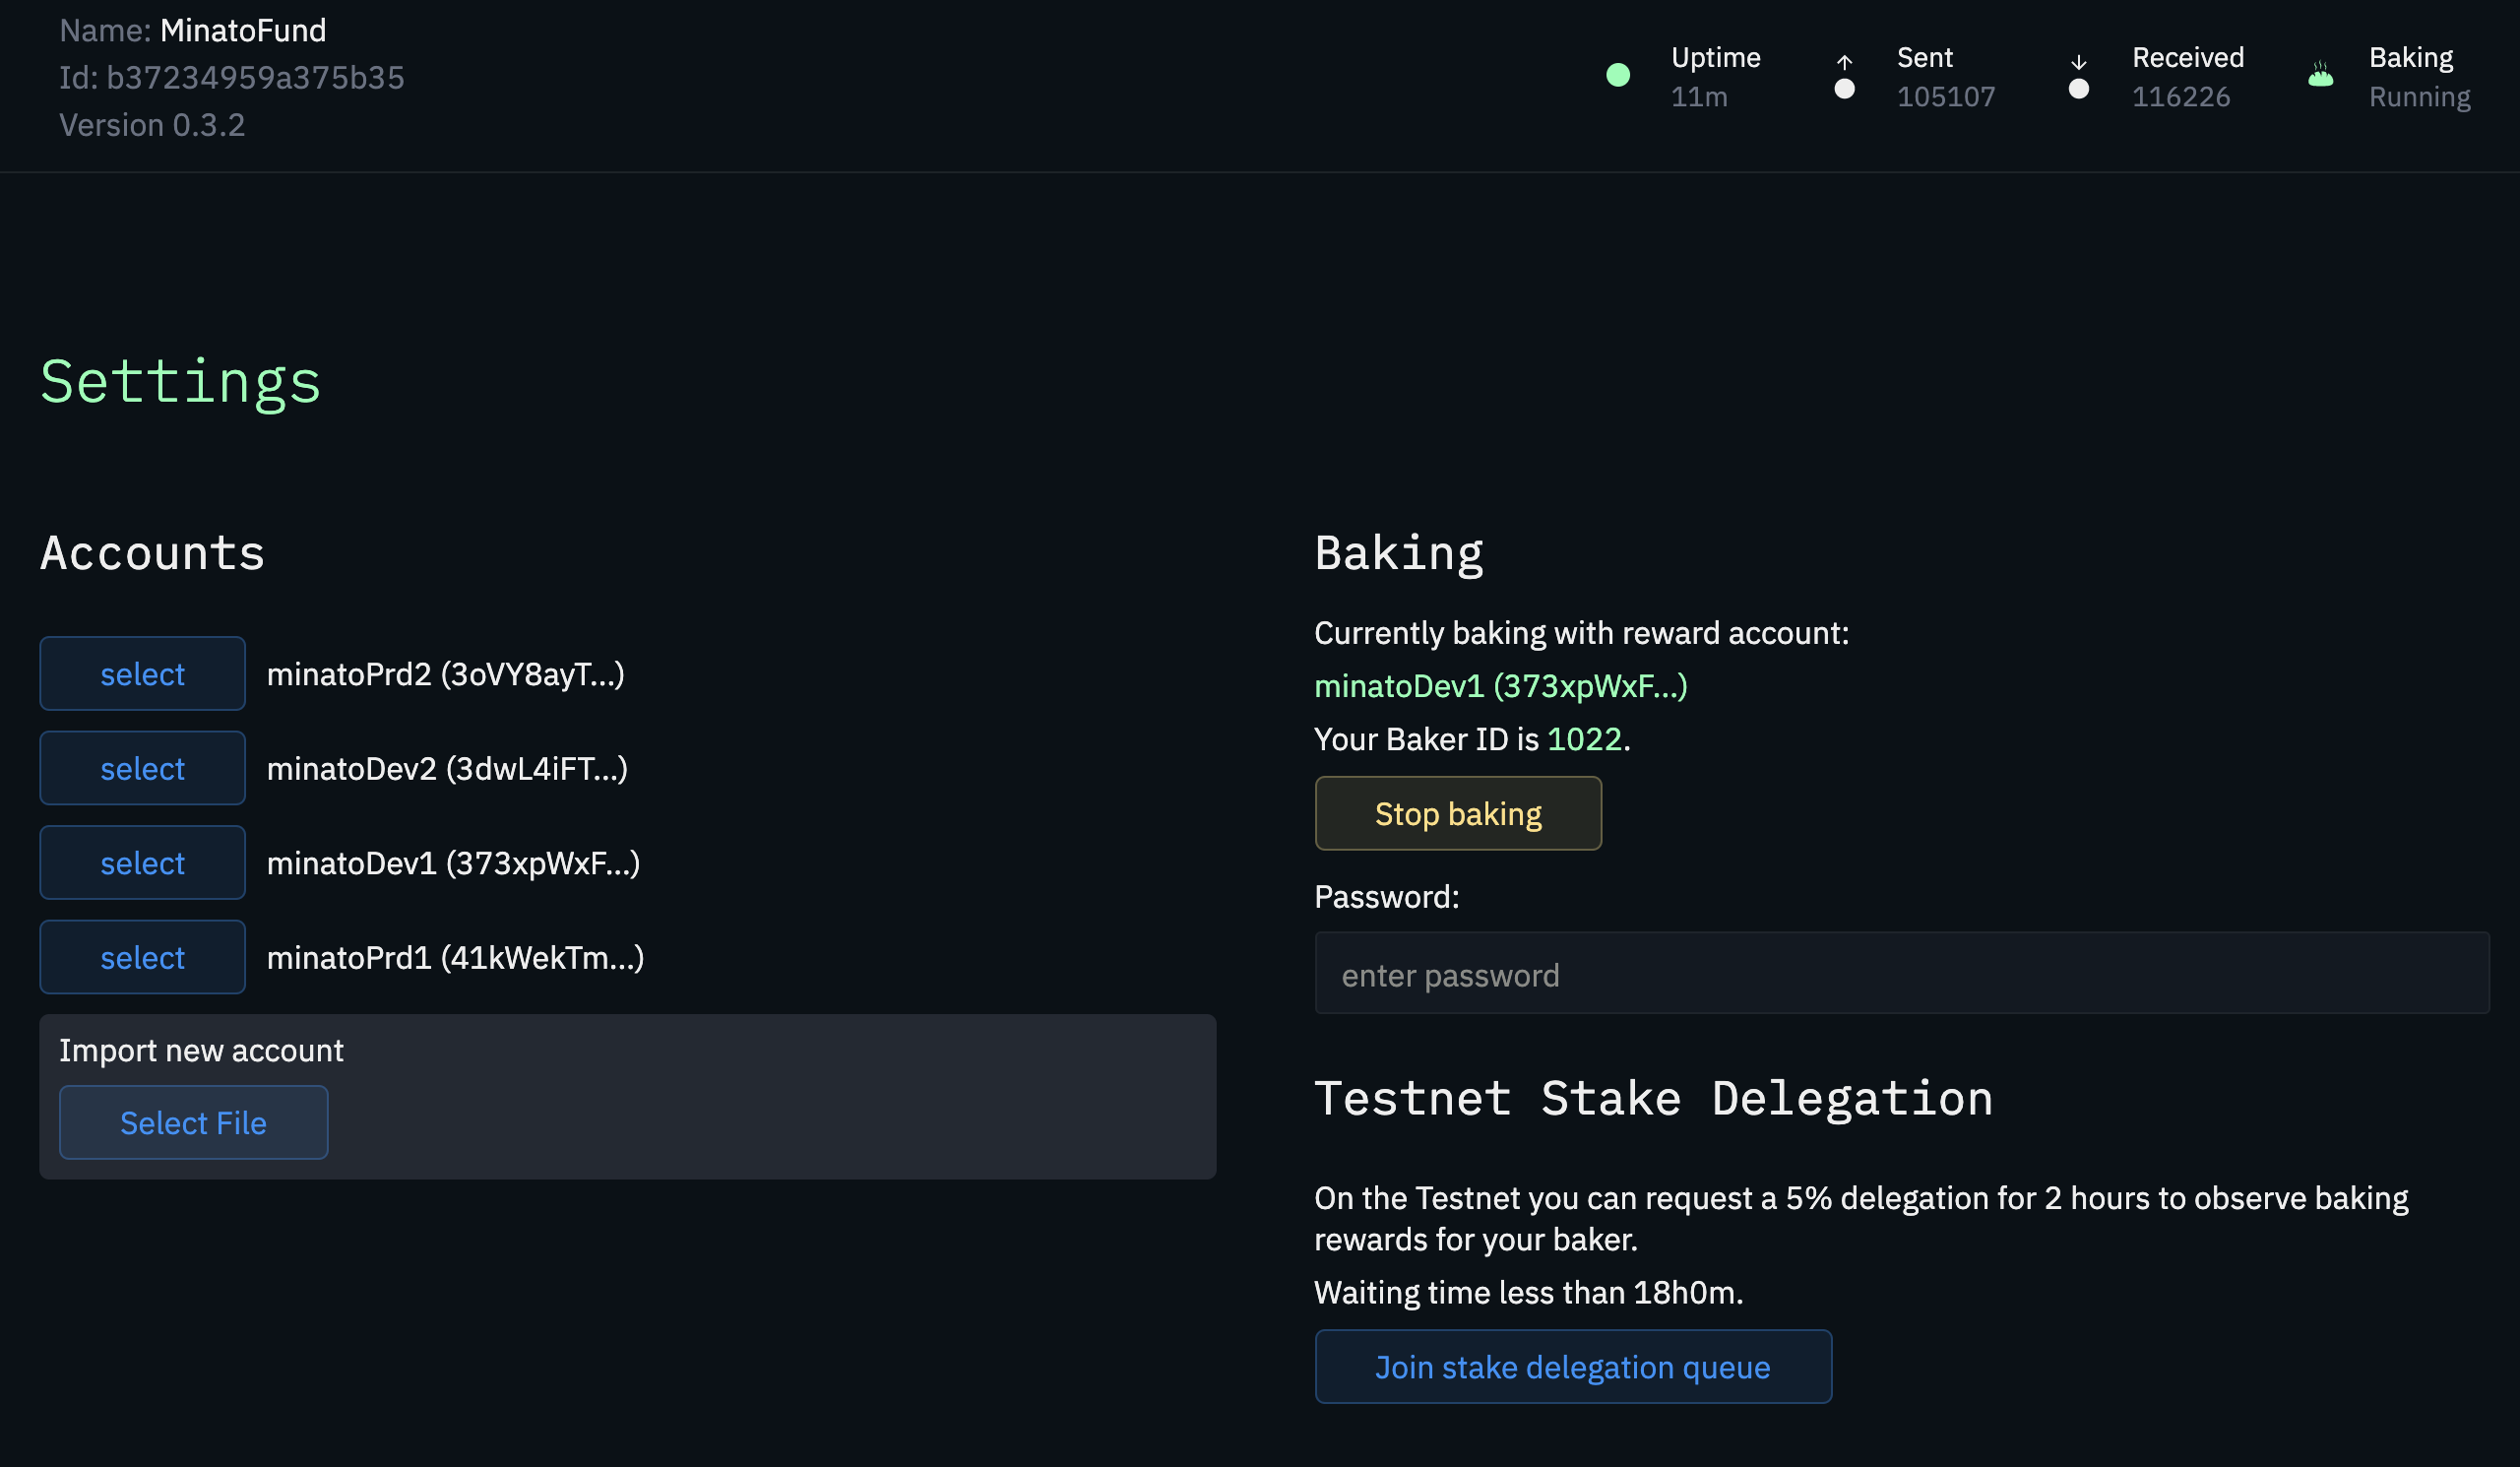 Name: MinatoFund
Id: b37234959a375b35
Version 0.3.2
Uptime
11m
Sent
105107
Received
116226
Baking
Running
Settings
Accounts
select minatoPrd2 (3oVY8ayT...)
select minatoDev2 (3dwL4iFT...)
select minatoDev1 (373xpWxF...)
select minatoPrd1 (41kWekTm...)
Import new account
Select File
Baking
Currently baking with reward account:
minatoDev1 (373xpWxF...)
Your Baker ID is 1022.
Stop baking
Password:
enter password
Testnet Stake Delegation
On the Testnet you can request a 5% delegation for 2 hours to observe baking
rewards for your baker.
Waiting time less than 18h0m.
Join stake delegation queue